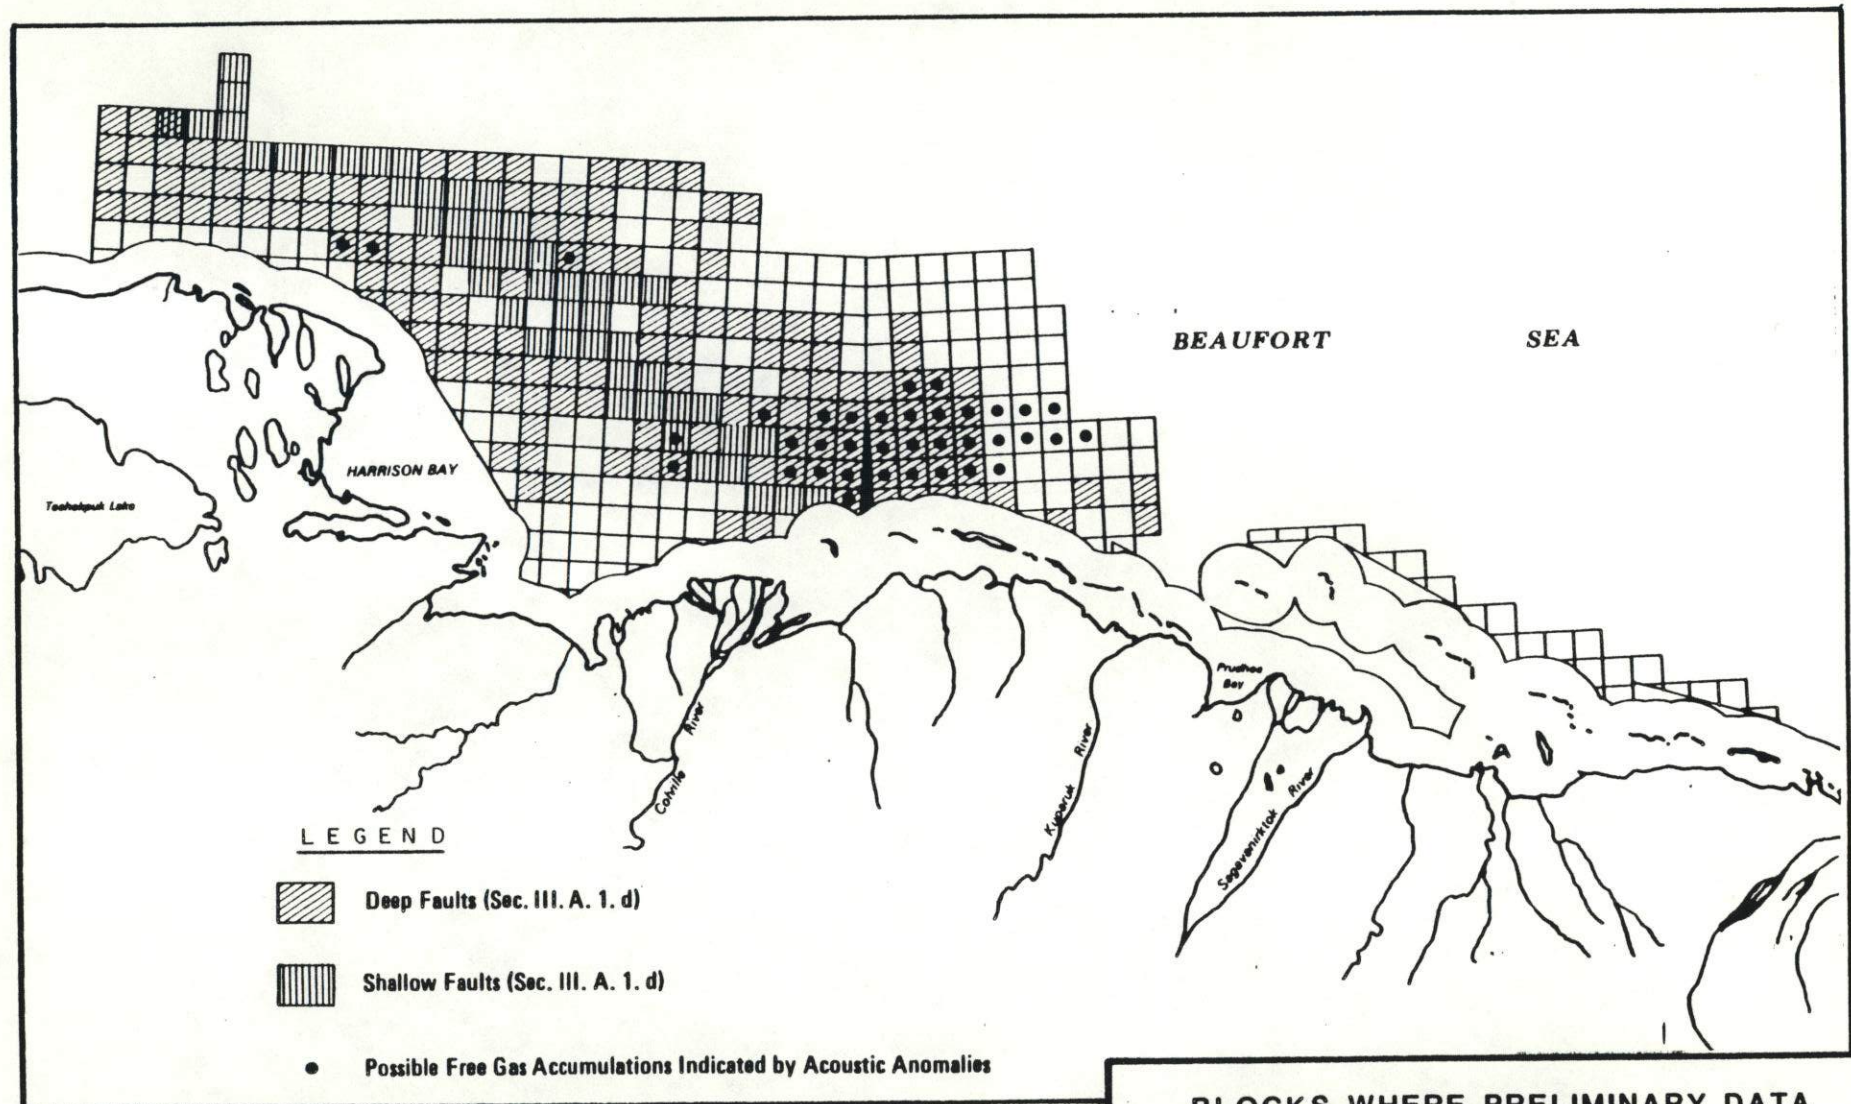 BEAUFORT SEA
HARRISON BAY
Teshekpuk Lake
Prudhoe
Bay
A
River
Colville
River
Kuparuk
River
Sagavanirktok
LEGEND
Deep Faults (Sec. III. A. 1. d)
Shallow Faults (Sec. III. A. 1. d)
Possible Free Gas Accumulations Indicated by Acoustic Anomalies
BLOCKS WHERE PRELIMINARY DATA